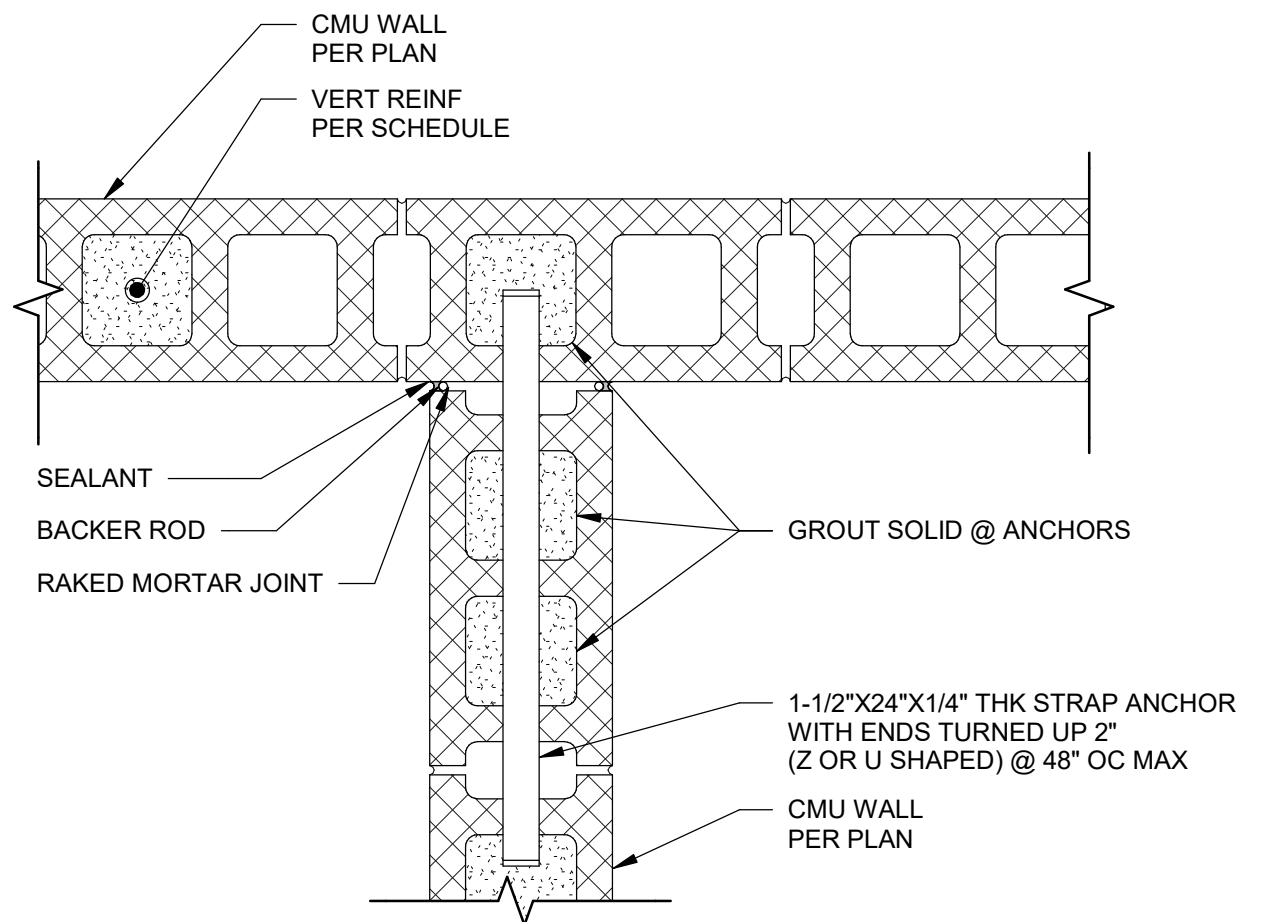 CMU WALL
PER PLAN
VERT REINF
PER SCHEDULE
SEALANT
BACKER ROD
RAKED MORTAR JOINT
GROUT SOLID @ ANCHORS
1-1/2"X24"X1/4" THK STRAP ANCHOR
WITH ENDS TURNED UP 2"
(Z OR U SHAPED) @ 48" OC MAX
CMU WALL
PER PLAN